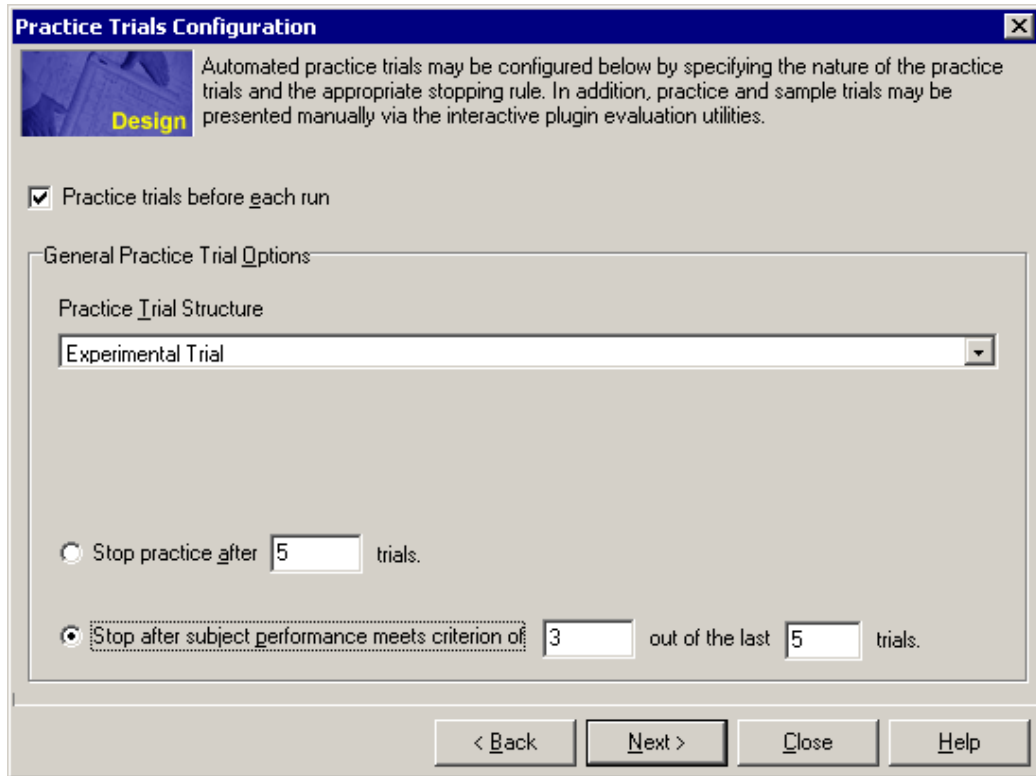 Practice Trials Configuration
Automated practice trials may be configured below by specifying the nature of the practice
trials and the appropriate stopping rule. In addition, practice and sample trials may be
presented manually via the interactive plugin evaluation utilities.
Design
Practice trials before each run
General Practice Trial Options
Practice Trial Structure
Experimental Trial
Stop practice after 5 trials.
Stop after subject performance meets criterion of 3 out of the last 5 trials.
< Back Next > Close Help